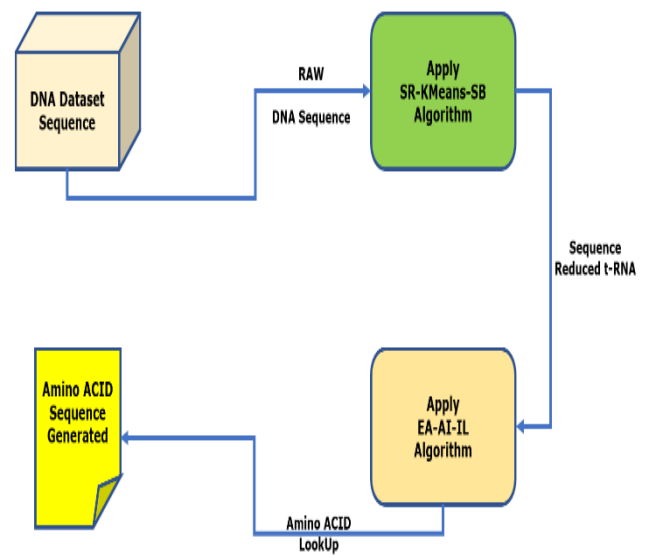 DNA Dataset
Sequence
RAW
DNA Sequence
Apply
SR-KMeans-SB
Algorithm
Sequence
Reduced t-RNA
Apply
EA-AI-IL
Algorithm
Amino ACID
LookUp
Amino ACID
Sequence
Generated